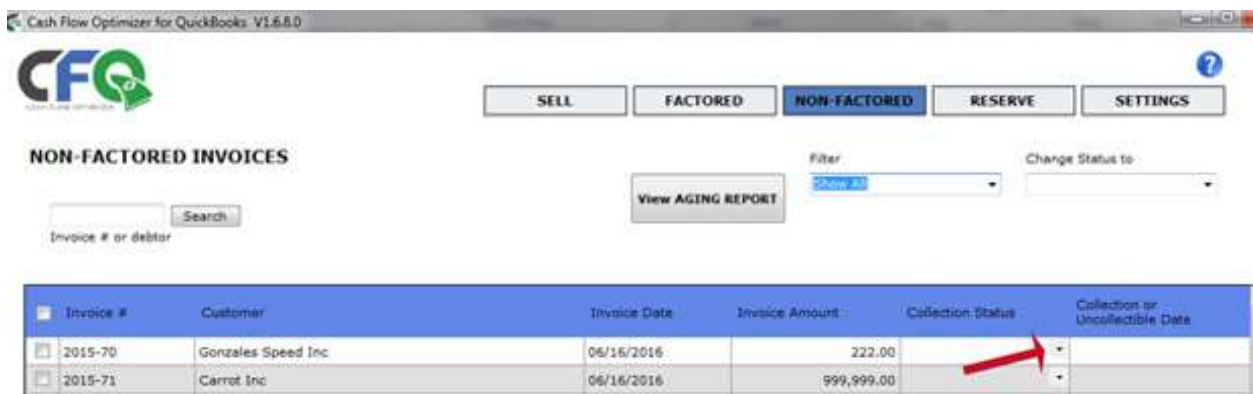 Cash Flow Optimizer for QuickBooks V1.6.8.0
CFO
SELL
FACTORED
NON-FACTORED
RESERVE
SETTINGS
NON-FACTORED INVOICES
Filter
Change Status to
View AGING REPORT
Show All
Search
Invoice # or debtor
Invoice #
Customer
Invoice Date
Invoice Amount
Collection Status
Collection or
Uncollectible Date
2015-70 Gonzales Speed Inc 06/16/2016 222.00
2015-71 Carrot Inc 06/16/2016 999,999.00